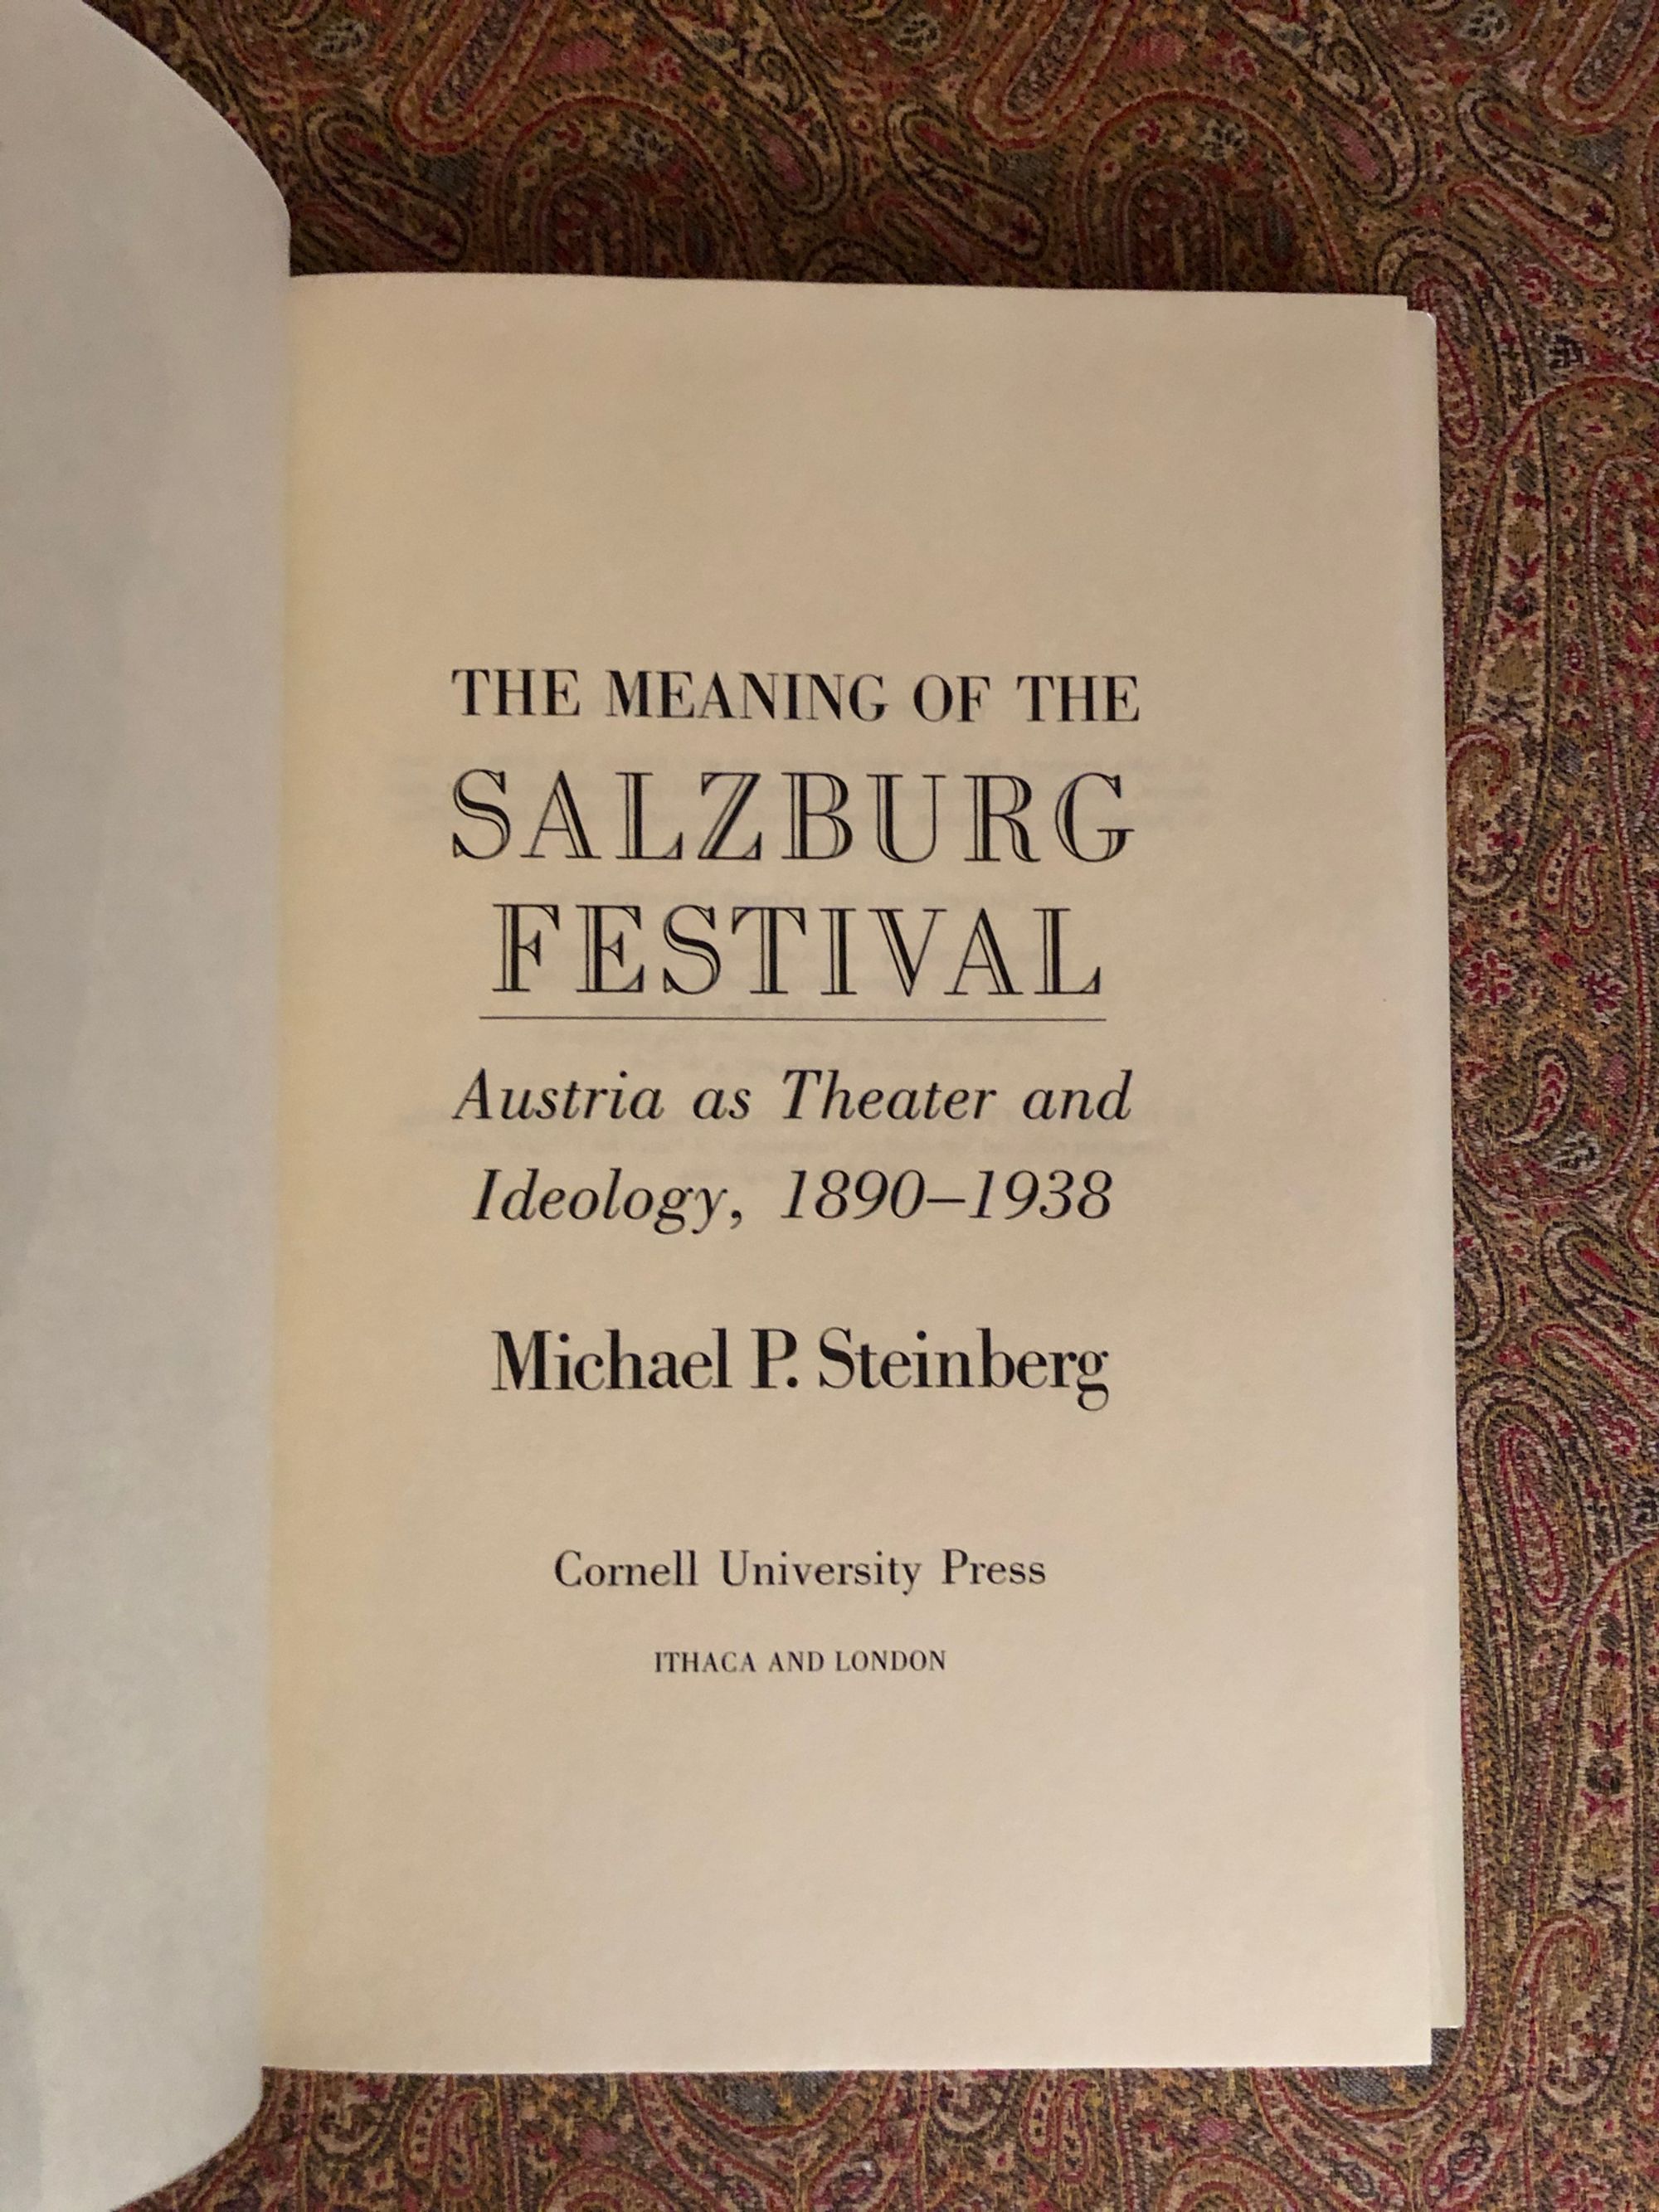 THE MEANING OF THE
SALZBURG
FESTIVAL
Austria as Theater and
Ideology, 1890–1938
Michael P. Steinberg
Cornell University Press
ITHACA AND LONDON